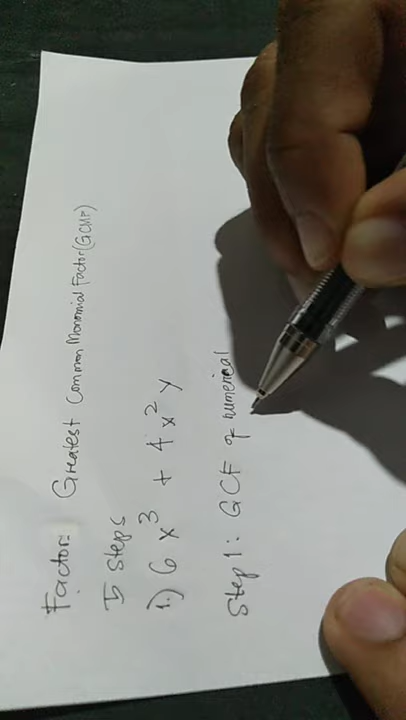 Factor: Greatest Common Monomial Factor (GCMF)
5 steps
1.) 6x³ + 4x²y
Step 1: GCF of numerical